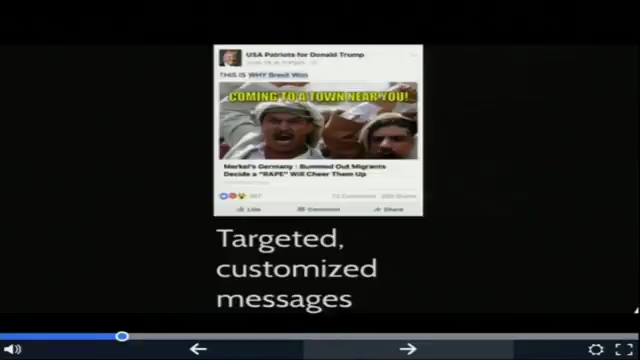 USA Patriots for Donald Trump
THIS IS WHY Brexit Won
COMING TO A TOWN NEAR YOU!
Merkel's Germany - Bummed Out Migrants
Decide a "RAPE" Will Cheer Them Up
Like Comment Share
Targeted,
customized
messages